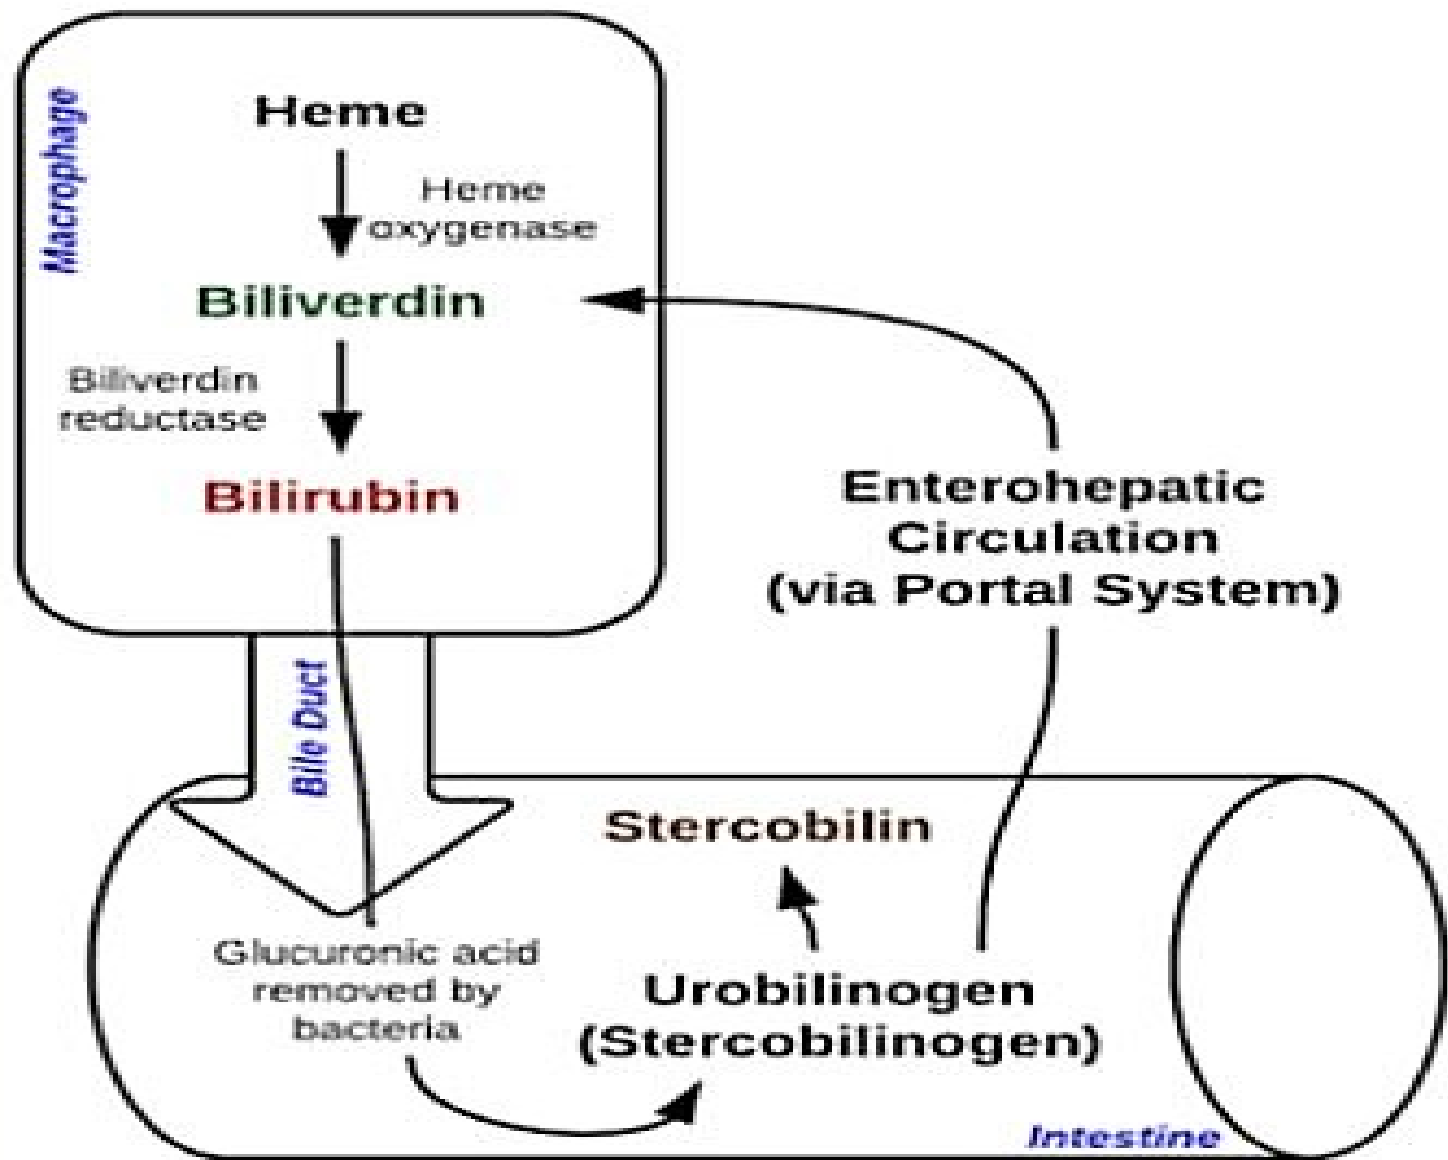 Macrophage
Heme
Heme
oxygenase
Biliverdin
Biliverdin
reductase
Bilirubin
Enterohepatic
Circulation
(via Portal System)
Bile Duct
Stercobilin
Glucuronic acid
removed by
bacteria
Urobilinogen
(Stercobilinogen)
Intestine